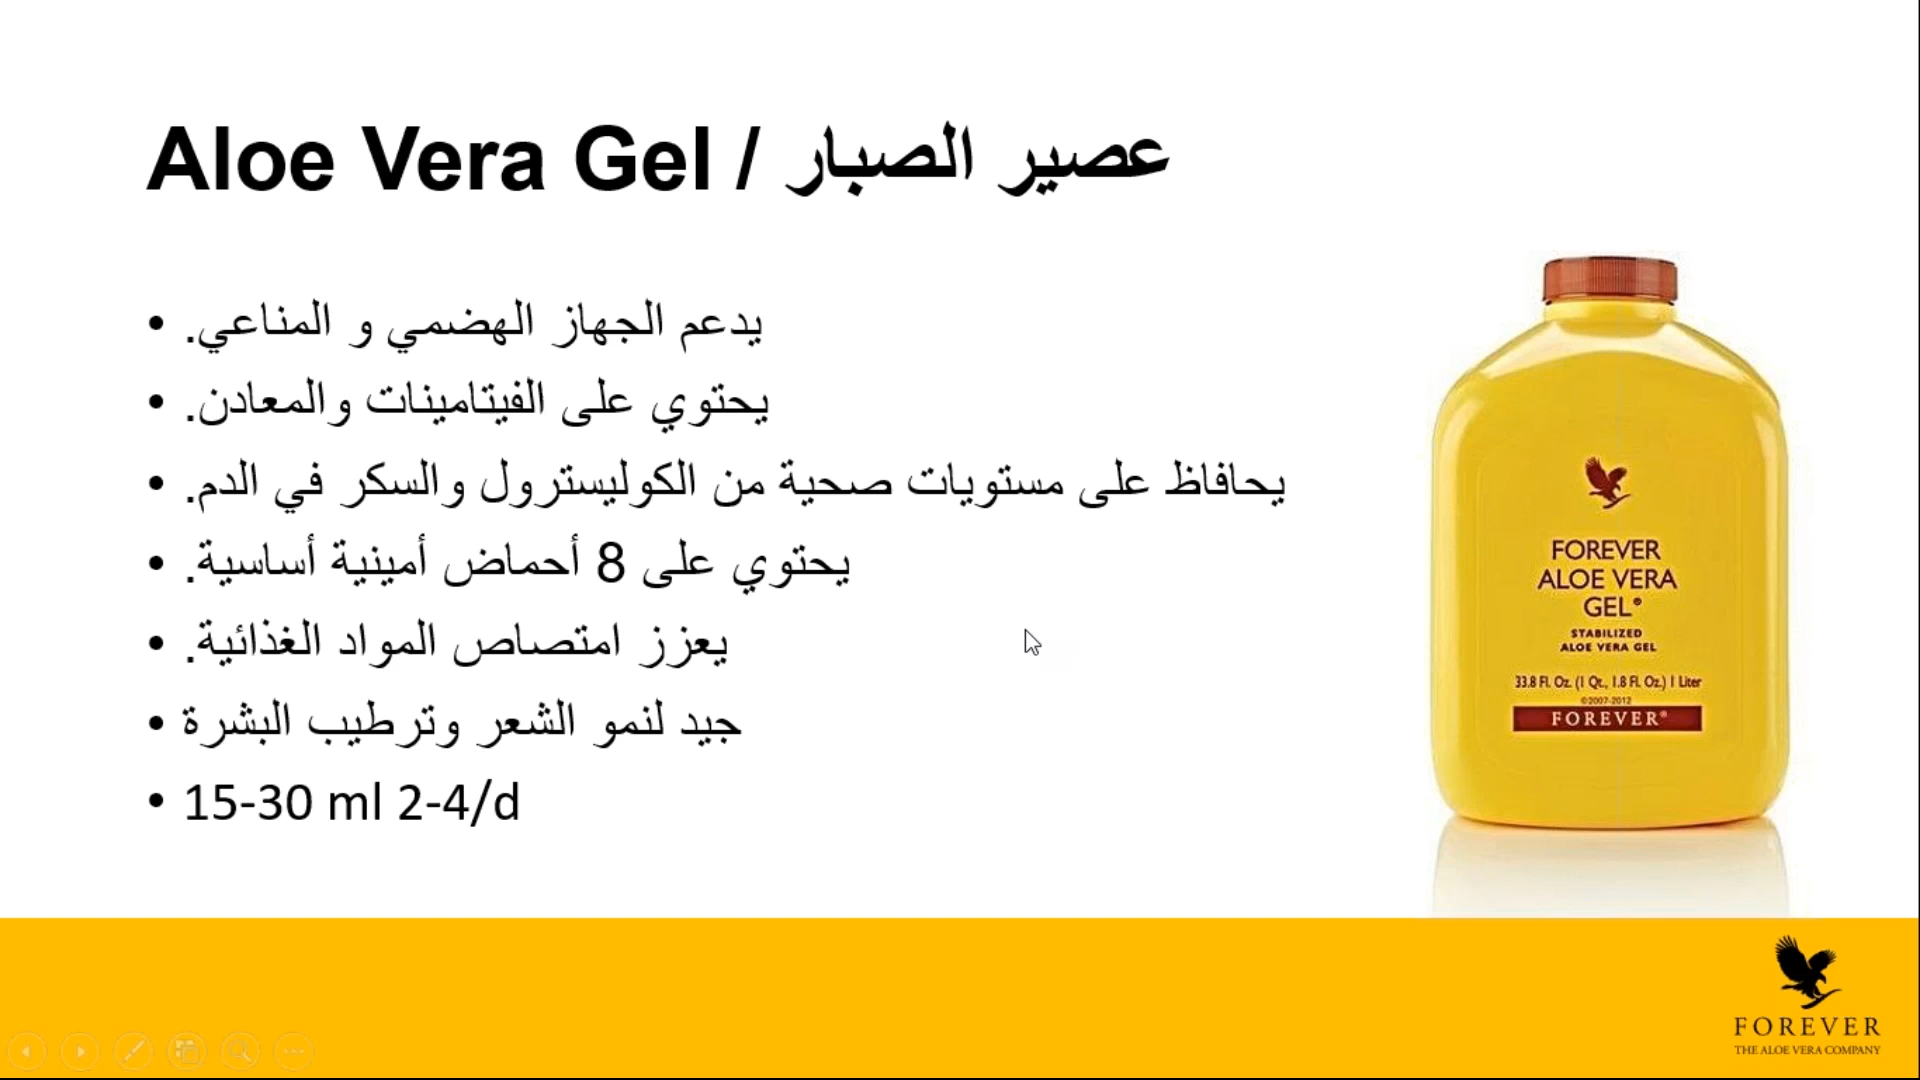 Aloe Vera Gel / عصير الصبار
• يدعم الجهاز الهضمي و المناعي.
• يحتوي على الفيتامينات والمعادن.
• يحافاظ على مستويات صحية من الكوليسترول والسكر في الدم.
• يحتوي على 8 أحماض أمينية أساسية.
• يعزز امتصاص المواد الغذائية.
• جيد لنمو الشعر وترطيب البشرة
• 15-30 ml 2-4/d
FOREVER
ALOE VERA
GEL®
STABILIZED
ALOE VERA GEL
33.8 Fl. Oz. (1 Qt., 1.8 Fl. Oz.) 1 Liter
©2007-2012
FOREVER®
FOREVER
THE ALOE VERA COMPANY